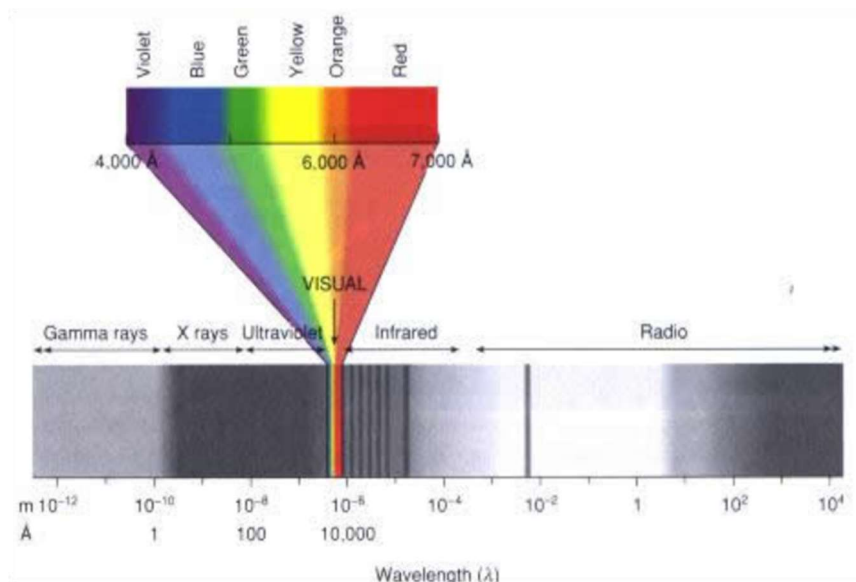 Violet Blue Green Yellow Orange Red
4,000 Å 6,000 Å 7,000 Å
VISUAL
Gamma rays X rays Ultraviolet Infrared Radio
m 10⁻¹² 10⁻¹⁰ 10⁻⁸ 10⁻⁶ 10⁻⁴ 10⁻² 1 10² 10⁴
Å 1 100 10,000
Wavelength (λ)